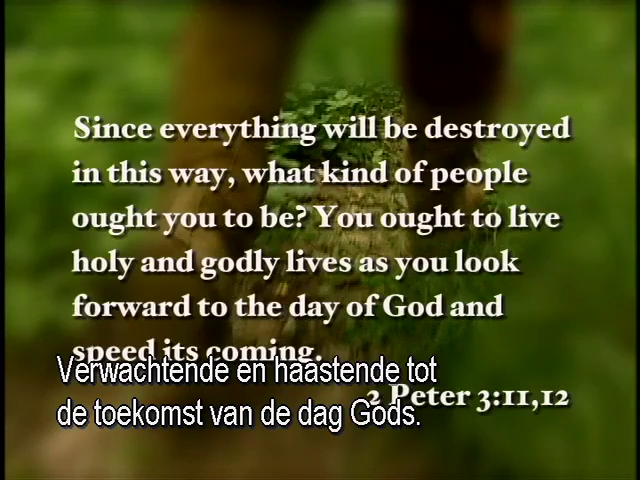 Since everything will be destroyed
in this way, what kind of people
ought you to be? You ought to live
holy and godly lives as you look
forward to the day of God and
speed its coming.
2 Peter 3:11,12
Verwachtende en haastende tot
de toekomst van de dag Gods.